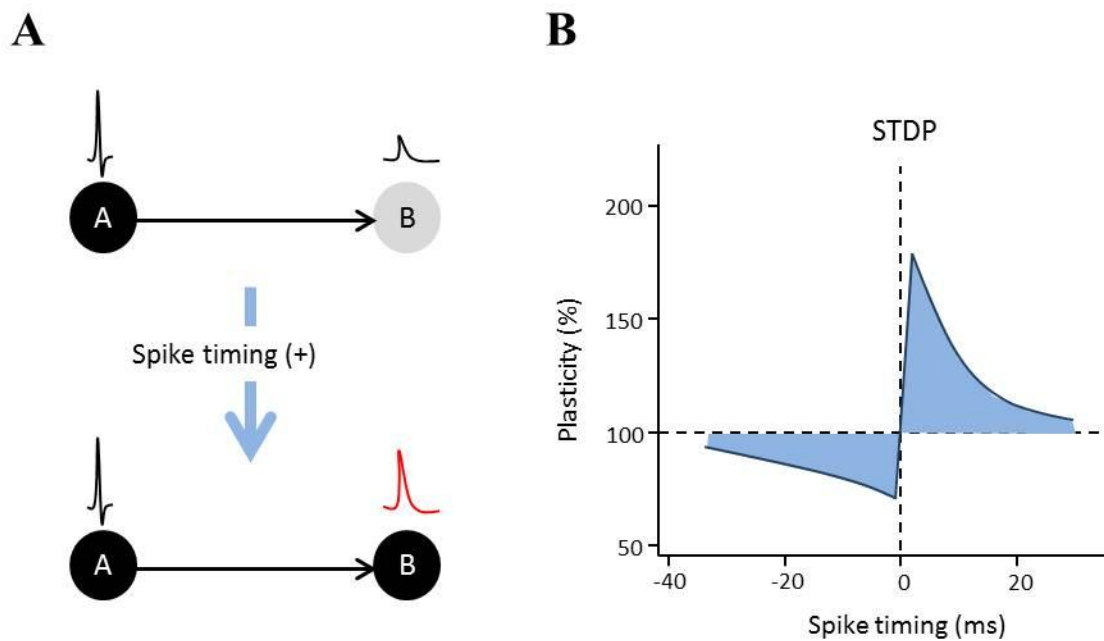 A
A
B
Spike timing (+)
A
B
B
STDP
Plasticity (%)
200
150
100
50
-40
-20
0
20
Spike timing (ms)